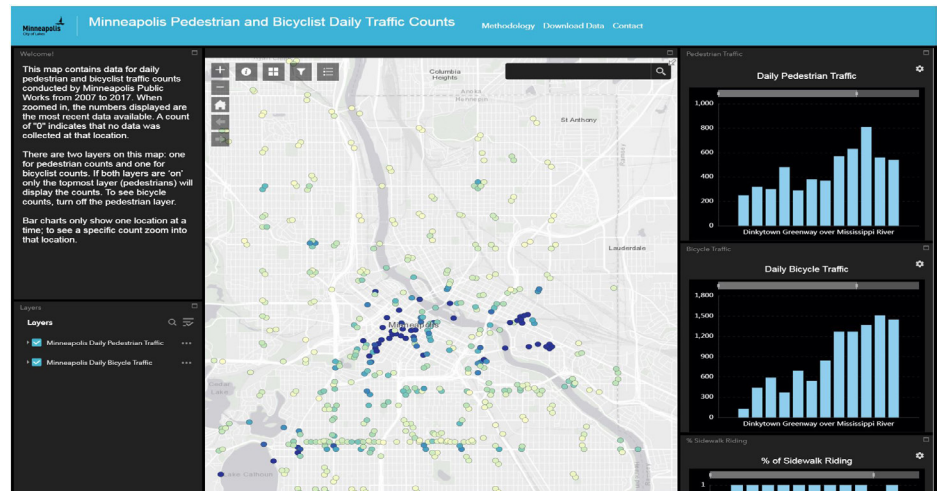 Minneapolis
City of Lakes
Minneapolis Pedestrian and Bicyclist Daily Traffic Counts
Methodology Download Data Contact
Welcome!
This map contains data for daily
pedestrian and bicyclist traffic counts
conducted by Minneapolis Public
Works from 2007 to 2017. When
zoomed in, the numbers displayed are
the most recent data available. A count
of "0" indicates that no data was
collected at that location.
There are two layers on this map: one
for pedestrian counts and one for
bicyclist counts. If both layers are 'on'
only the topmost layer (pedestrians) will
display the counts. To see bicycle
counts, turn off the pedestrian layer.
Bar charts only show one location at a
time; to see a specific count zoom into
that location.
Layers
Layers
Minneapolis Daily Pedestrian Traffic
Minneapolis Daily Bicycle Traffic
Columbia
Heights
Anoka
Hennepin
St Anthony
Ramsey
Lauderdale
Minneapolis
Cedar
Lake
Lake Calhoun
Pedestrian Traffic
Daily Pedestrian Traffic
1,000
800
600
400
200
0
Dinkytown Greenway over Mississippi River
Bicycle Traffic
Daily Bicycle Traffic
1,800
1,500
1,200
900
600
300
0
Dinkytown Greenway over Mississippi River
% Sidewalk Riding
% of Sidewalk Riding
1